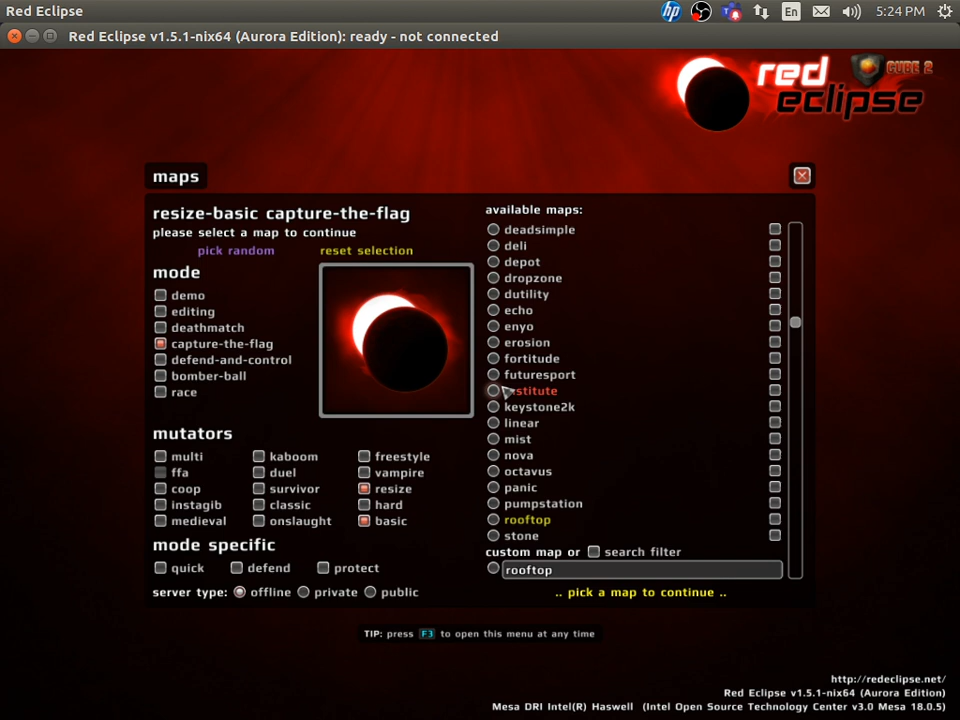 Red Eclipse
hp
En
5:24 PM
Red Eclipse v1.5.1-nix64 (Aurora Edition): ready - not connected
red
eclipse
CUBE 2
maps
resize-basic capture-the-flag
please select a map to continue
pick random
reset selection
mode
demo
editing
deathmatch
capture-the-flag
defend-and-control
bomber-ball
race
mutators
multi
kaboom
freestyle
ffa
duel
vampire
coop
survivor
resize
instagib
classic
hard
medieval
onslaught
basic
mode specific
quick
defend
protect
server type:
offline
private
public
available maps:
deadsimple
deli
depot
dropzone
dutility
echo
enyo
erosion
fortitude
futuresport
keystone2k
linear
mist
nova
octavus
panic
pumpstation
rooftop
stone
custom map or
search filter
rooftop
.. pick a map to continue ..
TIP: press F3 to open this menu at any time
http://redeclipse.net/
Red Eclipse v1.5.1-nix64 (Aurora Edition)
Mesa DRI Intel(R) Haswell (Intel Open Source Technology Center v3.0 Mesa 18.0.5)